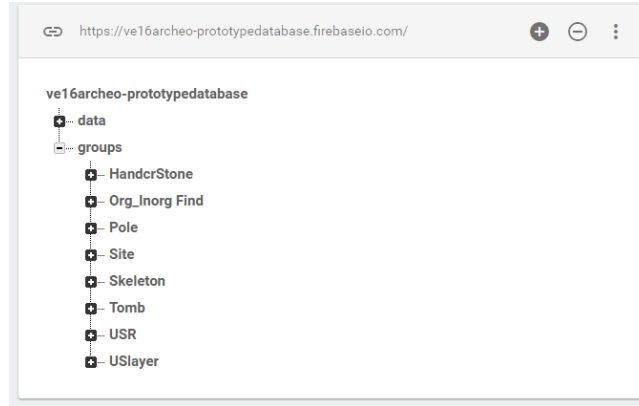 https://ve16archeo-prototypedatabase.firebaseio.com/
ve16archeo-prototypedatabase
data
groups
HandcrStone
Org_Inorg Find
Pole
Site
Skeleton
Tomb
USR
USlayer